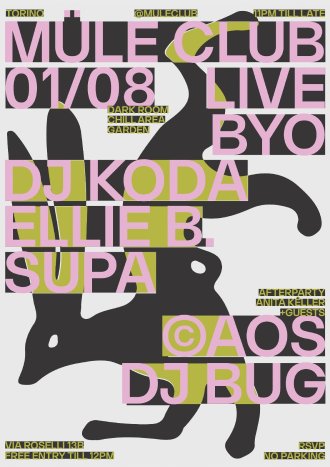 TORINO @MULECLUB 11PM TILL LATE
MÜLE CLUB
01/08 LIVE
DARK ROOM
CHILL AREA
GARDEN
BYO
DJ KODA
ELLIE B.
SUPA
AFTERPARTY
ANITA KELLER
+GUESTS
©AOS
DJ BUG
VIA ROSELLI 13B RSVP
FREE ENTRY TILL 12PM NO PARKING